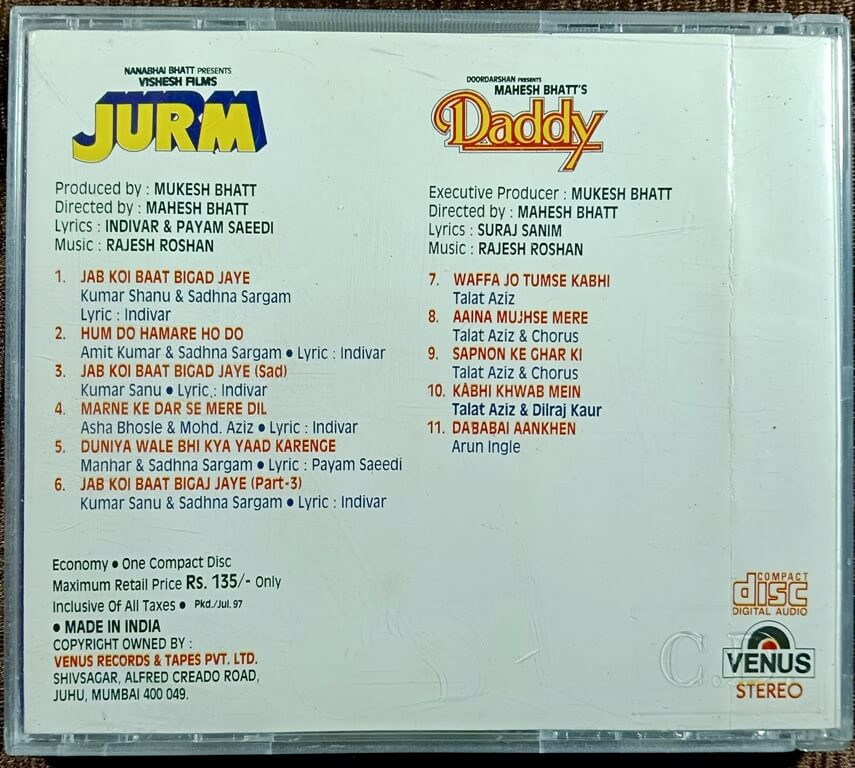 NANABHAI BHATT PRESENTS
VISHESH FILMS
JURM
Produced by : MUKESH BHATT
Directed by : MAHESH BHATT
Lyrics : INDIVAR & PAYAM SAEEDI
Music : RAJESH ROSHAN
1. JAB KOI BAAT BIGAD JAYE
Kumar Shanu & Sadhna Sargam
Lyric : Indivar
2. HUM DO HAMARE HO DO
Amit Kumar & Sadhna Sargam ● Lyric : Indivar
3. JAB KOI BAAT BIGAD JAYE (Sad)
Kumar Sanu ● Lyric : Indivar
4. MARNE KE DAR SE MERE DIL
Asha Bhosle & Mohd. Aziz ● Lyric : Indivar
5. DUNIYA WALE BHI KYA YAAD KARENGE
Manhar & Sadhna Sargam ● Lyric : Payam Saeedi
6. JAB KOI BAAT BIGAJ JAYE (Part-3)
Kumar Sanu & Sadhna Sargam ● Lyric : Indivar
DOORDARSHAN PRESENTS
MAHESH BHATT'S
Daddy
Executive Producer : MUKESH BHATT
Directed by : MAHESH BHATT
Lyrics : SURAJ SANIM
Music : RAJESH ROSHAN
7. WAFFA JO TUMSE KABHI
Talat Aziz
8. AAINA MUJHSE MERE
Talat Aziz & Chorus
9. SAPNON KE GHAR KI
Talat Aziz & Chorus
10. KABHI KHWAB MEIN
Talat Aziz & Dilraj Kaur
11. DABABAI AANKHEN
Arun Ingle
Economy ● One Compact Disc
Maximum Retail Price Rs. 135/- Only
Inclusive Of All Taxes ● Pkd./Jul. 97
● MADE IN INDIA
COPYRIGHT OWNED BY :
VENUS RECORDS & TAPES PVT. LTD.
SHIVSAGAR, ALFRED CREADO ROAD,
JUHU, MUMBAI 400 049.
COMPACT
disc
DIGITAL AUDIO
VENUS
STEREO